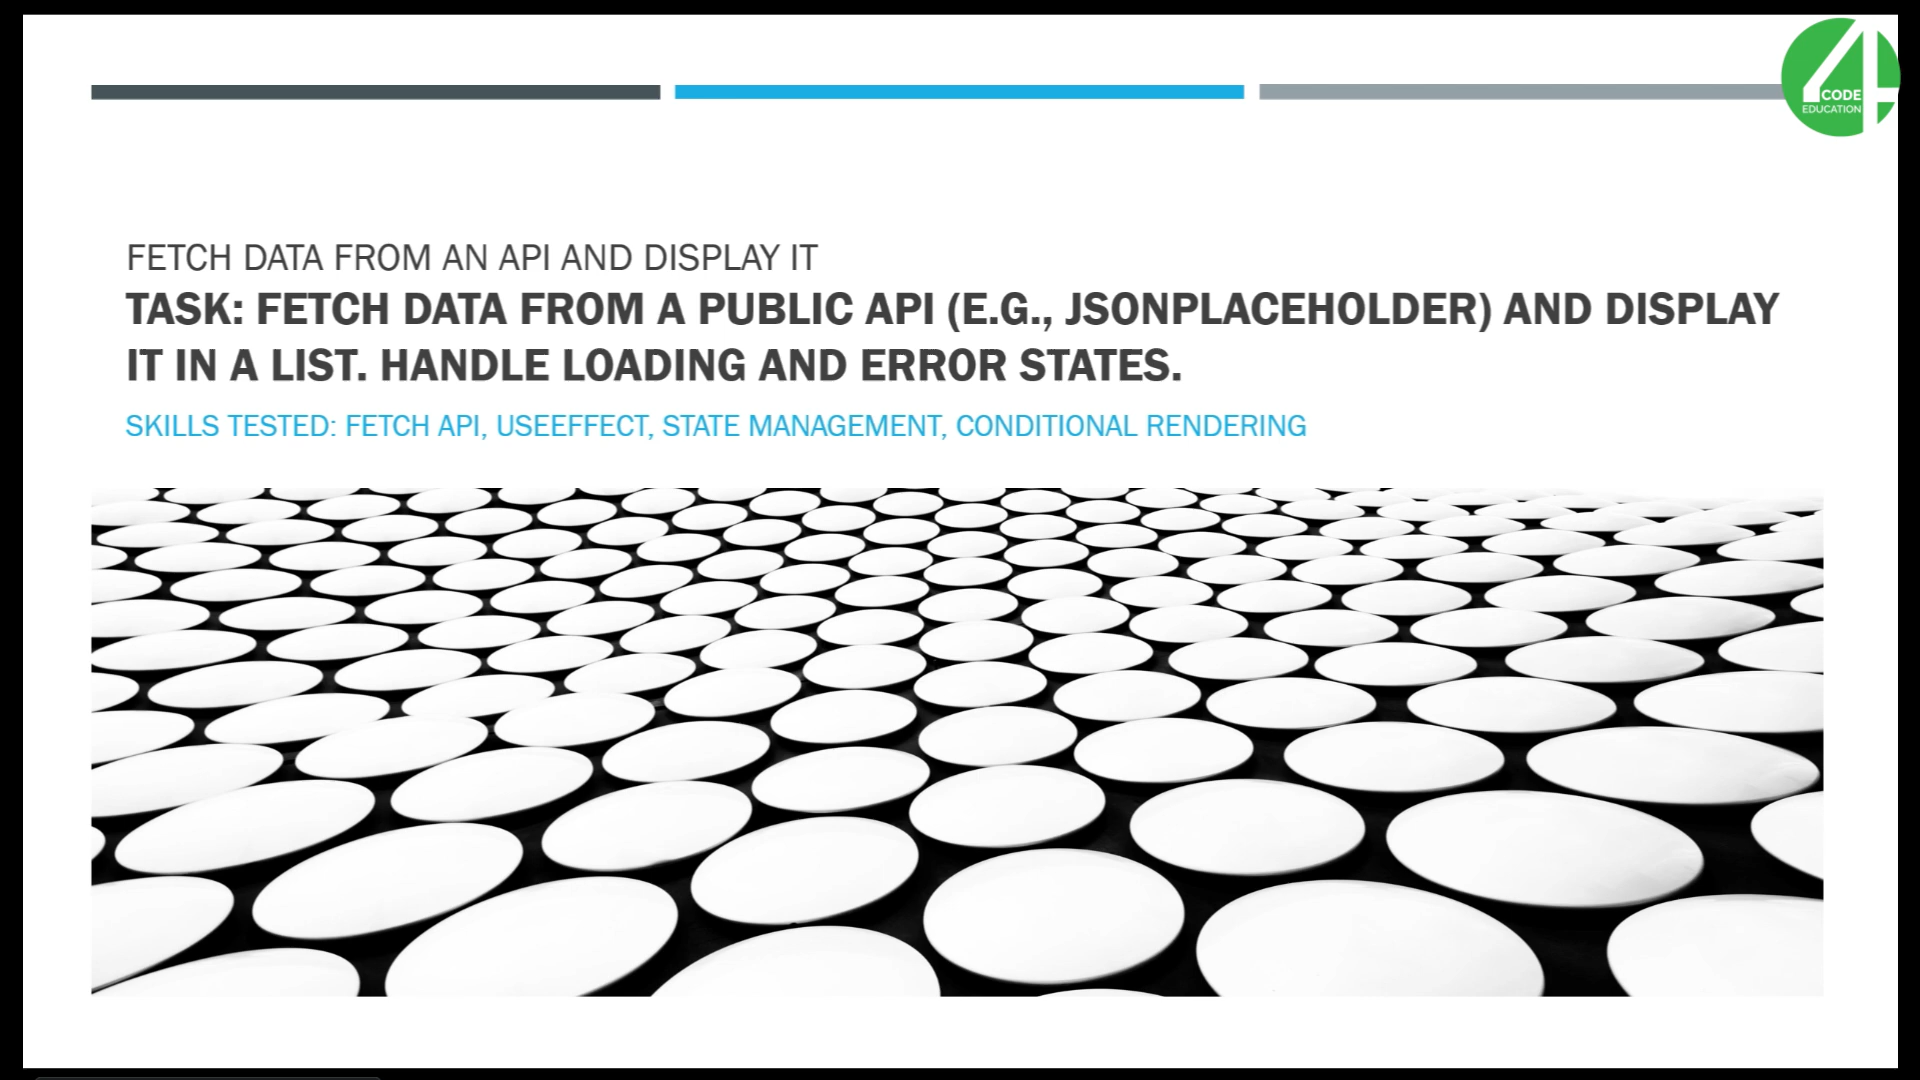 4
CODE
EDUCATION
FETCH DATA FROM AN API AND DISPLAY IT
TASK: FETCH DATA FROM A PUBLIC API (E.G., JSONPLACEHOLDER) AND DISPLAY
IT IN A LIST. HANDLE LOADING AND ERROR STATES.
SKILLS TESTED: FETCH API, USEEFFECT, STATE MANAGEMENT, CONDITIONAL RENDERING